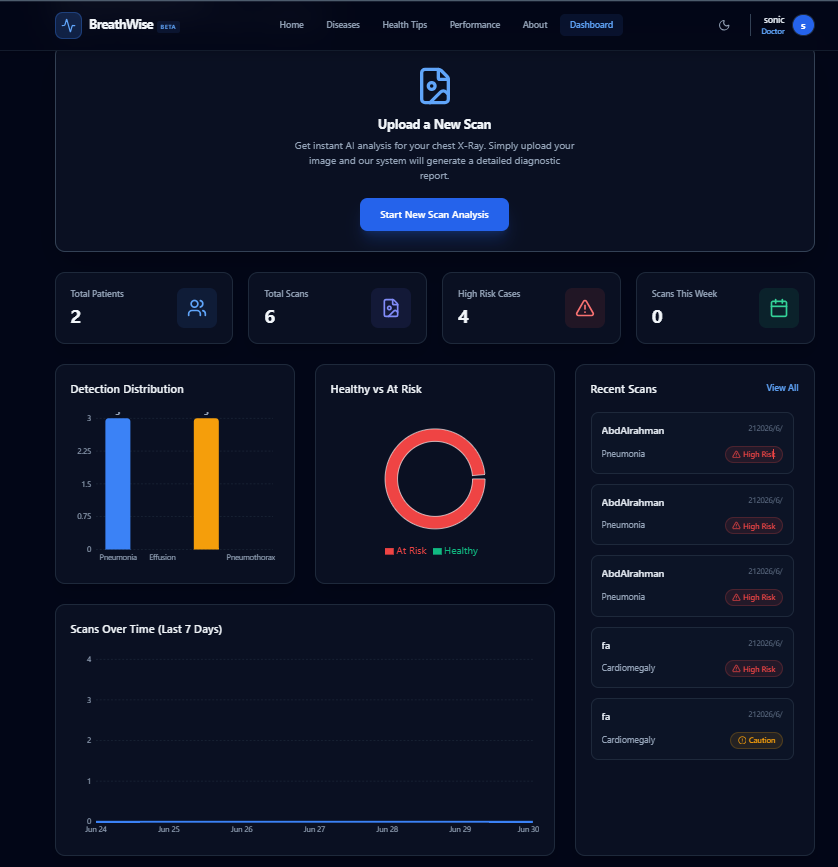 BreathWise BETA
Home Diseases Health Tips Performance About Dashboard
sonic
Doctor
s
Upload a New Scan
Get instant AI analysis for your chest X-Ray. Simply upload your
image and our system will generate a detailed diagnostic
report.
Start New Scan Analysis
Total Patients
2
Total Scans
6
High Risk Cases
4
Scans This Week
0
Detection Distribution
3
2.25
1.5
0.75
0
Pneumonia Effusion Pneumothorax
Healthy vs At Risk
At Risk Healthy
Recent Scans View All
AbdAlrahman 212026/6/
Pneumonia High Risk
AbdAlrahman 212026/6/
Pneumonia High Risk
AbdAlrahman 212026/6/
Pneumonia High Risk
fa 212026/6/
Cardiomegaly High Risk
fa 212026/6/
Cardiomegaly Caution
Scans Over Time (Last 7 Days)
4
3
2
1
0
Jun 24 Jun 25 Jun 26 Jun 27 Jun 28 Jun 29 Jun 30